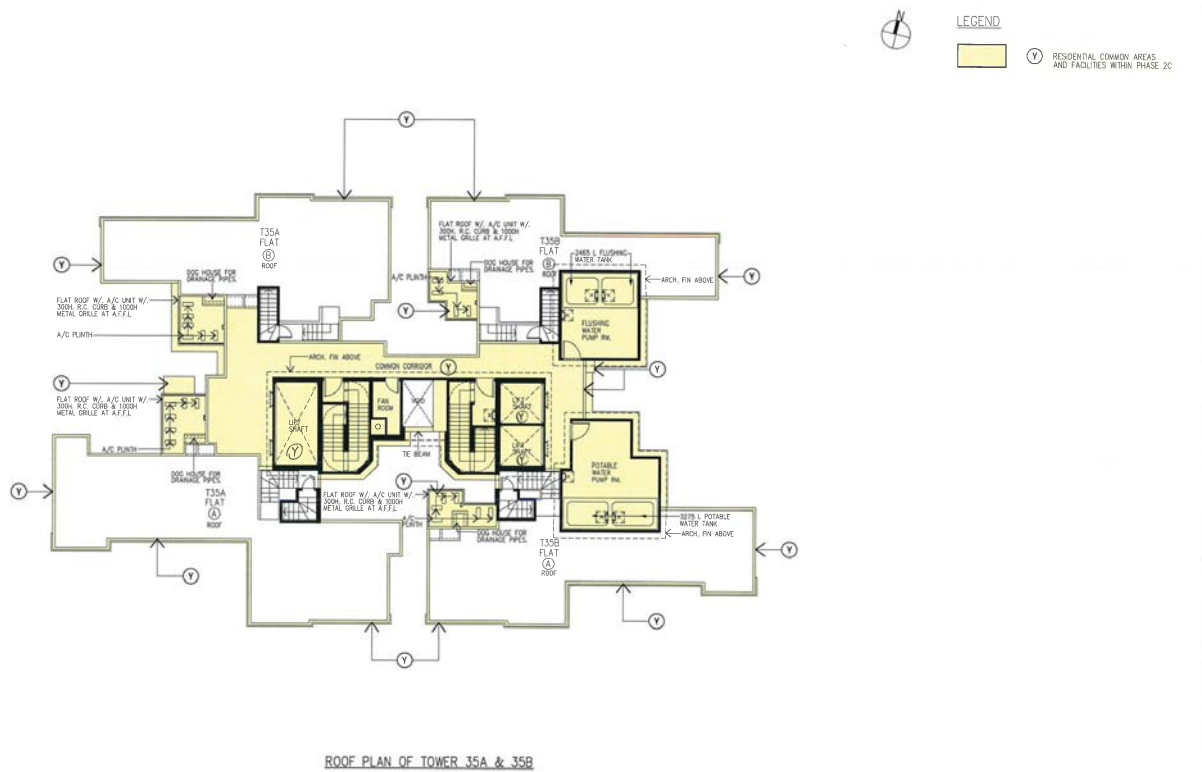 N
LEGEND
Y RESIDENTIAL COMMON AREAS
AND FACILITIES WITHIN PHASE 2C
Y
T35A
FLAT
B
ROOF
FLAT ROOF W/. A/C UNIT W/.
300H. R.C. CURB & 1000H
METAL GRILLE AT A.F.F.L
T35B
FLAT
B
ROOF
2465 L FLUSHING
WATER TANK
DOG HOUSE FOR
DRAINAGE PIPES.
A/C PLINTH
ARCH. FIN ABOVE
Y
Y
DOG HOUSE FOR
DRAINAGE PIPES.
FLAT ROOF W/. A/C UNIT W/.
300H. R.C. CURB & 1000H
METAL GRILLE AT A.F.F.L
A/C PLINTH
Y
FLUSHING
WATER
PUMP RM.
ARCH. FIN ABOVE
COMMON CORRIDOR
Y
Y
Y
FLAT ROOF W/. A/C UNIT W/.
300H. R.C. CURB & 1000H
METAL GRILLE AT A.F.F.L
A/C PLINTH
FAN
ROOM
VOID
LIFT
SHAFT
Y
LIFT
SHAFT
Y
LIFT
SHAFT
Y
TIE BEAM
DOG HOUSE FOR
DRAINAGE PIPES.
T35A
FLAT
A
ROOF
Y
Y
FLAT ROOF W/. A/C UNIT W/.
300H. R.C. CURB & 1000H
METAL GRILLE AT A.F.F.L
A/C
PLINTH
DOG HOUSE FOR
DRAINAGE PIPES.
POTABLE
WATER
PUMP RM.
3275 L POTABLE
WATER TANK
ARCH. FIN ABOVE
T35B
FLAT
A
ROOF
Y
Y
Y
Y
ROOF PLAN OF TOWER 35A & 35B